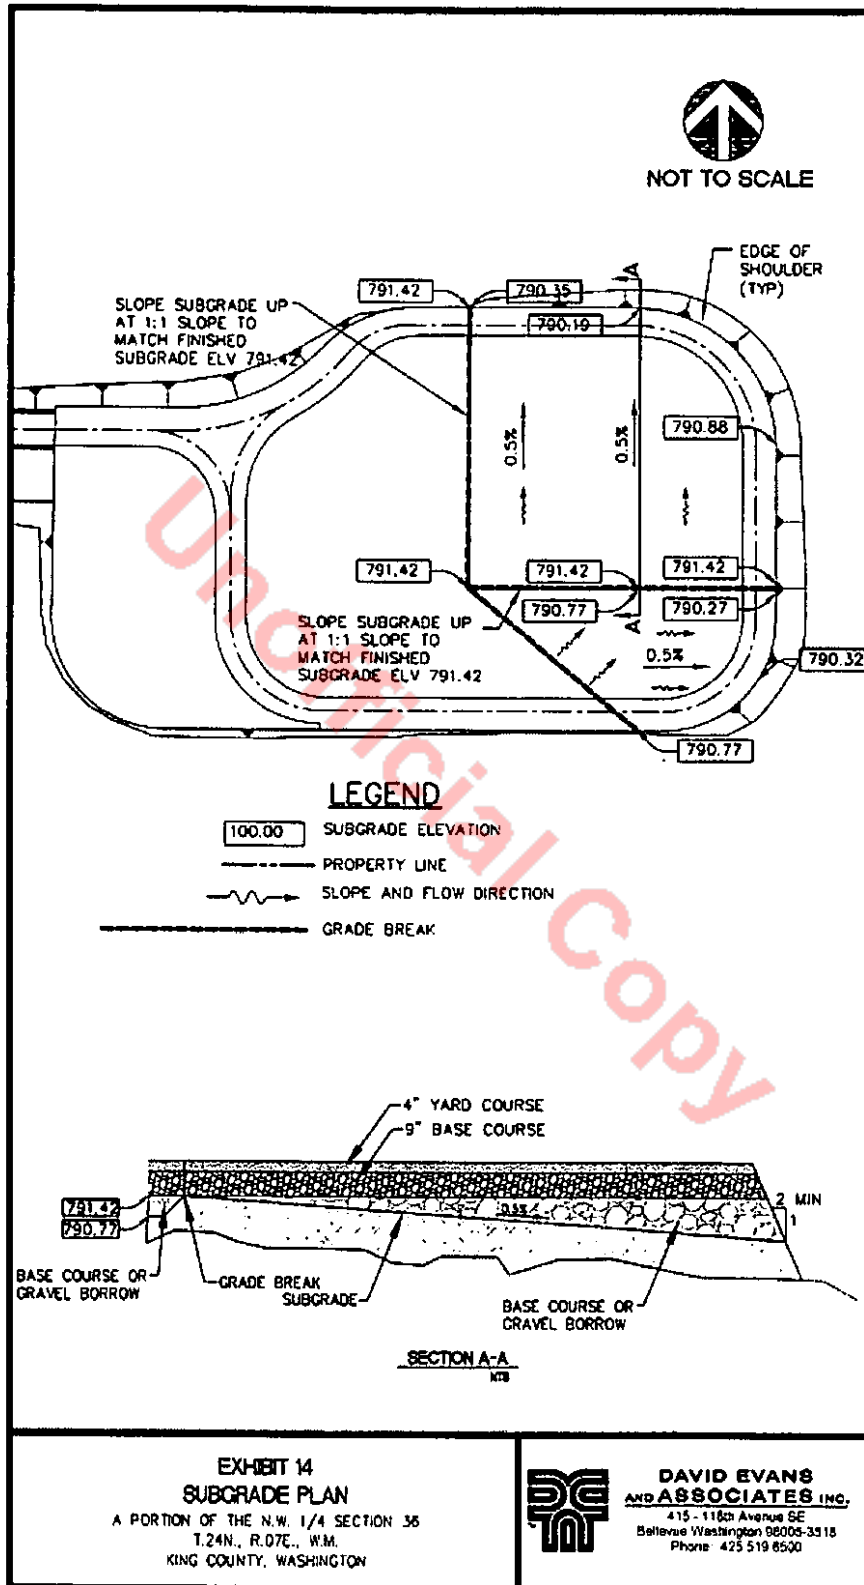 NOT TO SCALE
EDGE OF
SHOULDER
(TYP)
A
791.42
790.35
SLOPE SUBGRADE UP
AT 1:1 SLOPE TO
MATCH FINISHED
SUBGRADE ELV 791.42
790.19
790.88
0.5%
0.5%
791.42
791.42
791.42
790.77
790.27
A
SLOPE SUBGRADE UP
AT 1:1 SLOPE TO
MATCH FINISHED
SUBGRADE ELV 791.42
0.5%
790.32
790.77
LEGEND
100.00 SUBGRADE ELEVATION
PROPERTY LINE
SLOPE AND FLOW DIRECTION
GRADE BREAK
Unofficial Copy
4" YARD COURSE
9" BASE COURSE
791.42
790.77
0.5%
2 MIN
1
BASE COURSE OR
GRAVEL BORROW
GRADE BREAK
SUBGRADE
BASE COURSE OR
GRAVEL BORROW
SECTION A-A
NTS
EXHIBIT 14
SUBGRADE PLAN
A PORTION OF THE N.W. 1/4 SECTION 36
T.24N., R.07E., W.M.
KING COUNTY, WASHINGTON
DAVID EVANS
AND ASSOCIATES INC.
415 - 118th Avenue SE
Bellevue Washington 98005-3518
Phone: 425 519 6500